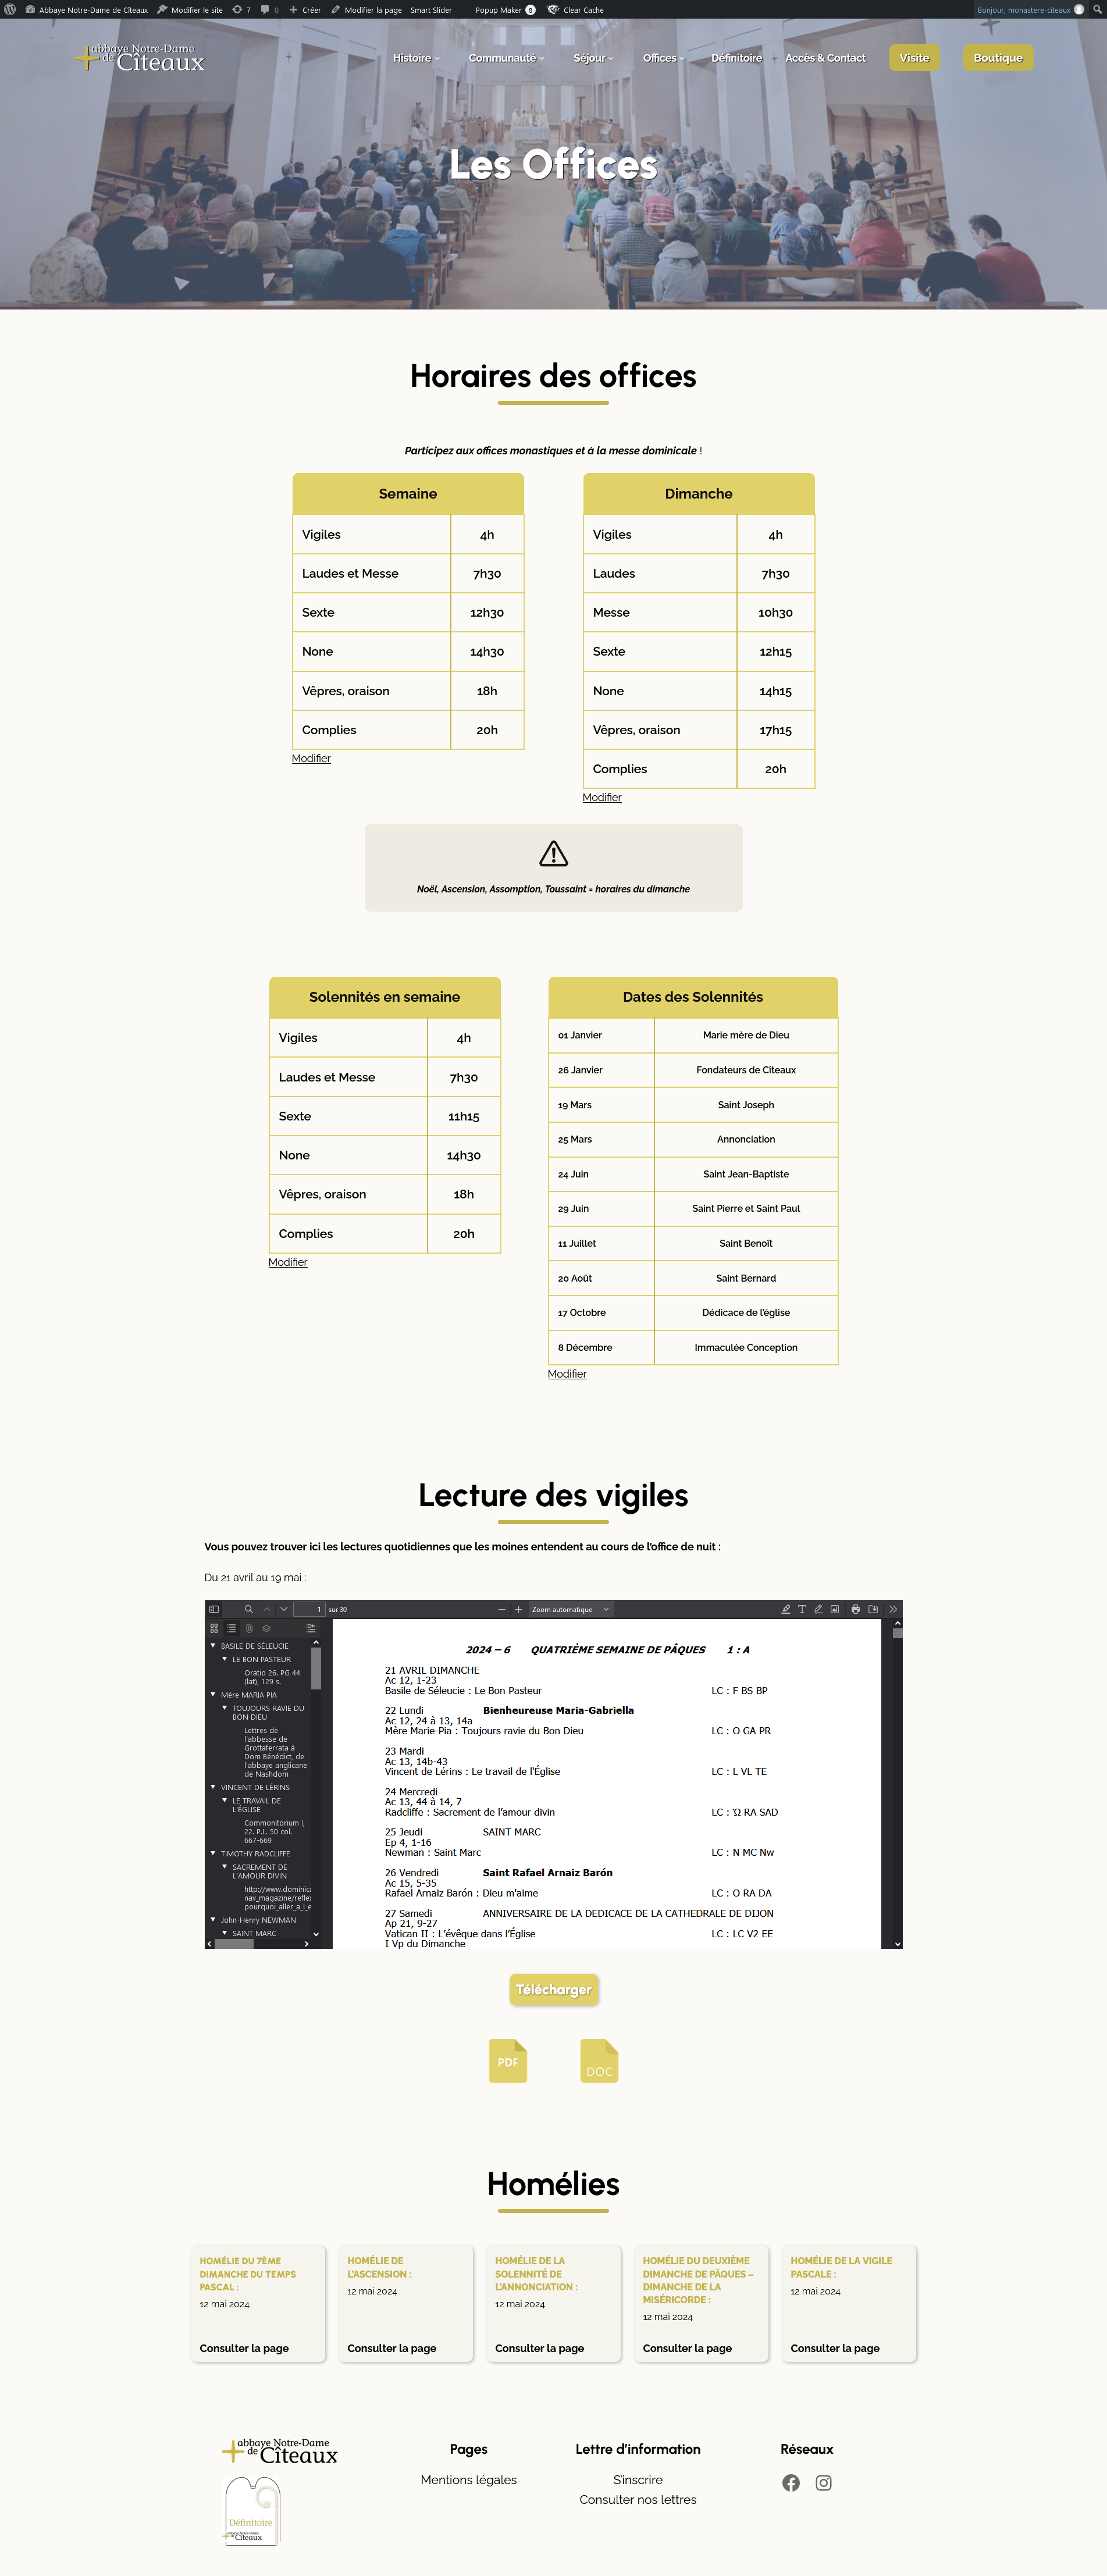 Abbaye Notre-Dame de Cîteaux Modifier le site 7 0 Créer Modifier la page Smart Slider Popup Maker 8 Clear Cache Bonjour, monastere-citeaux
abbaye Notre-Dame
de Cîteaux
Histoire Communauté Séjour Offices Définitoire Accès & Contact Visite Boutique
Les Offices
Horaires des offices
Participez aux offices monastiques et à la messe dominicale !
Semaine
Vigiles 4h
Laudes et Messe 7h30
Sexte 12h30
None 14h30
Vêpres, oraison 18h
Complies 20h
Modifier
Dimanche
Vigiles 4h
Laudes 7h30
Messe 10h30
Sexte 12h15
None 14h15
Vêpres, oraison 17h15
Complies 20h
Modifier
Noël, Ascension, Assomption, Toussaint = horaires du dimanche
Solennités en semaine
Vigiles 4h
Laudes et Messe 7h30
Sexte 11h15
None 14h30
Vêpres, oraison 18h
Complies 20h
Modifier
Dates des Solennités
01 Janvier Marie mère de Dieu
26 Janvier Fondateurs de Cîteaux
19 Mars Saint Joseph
25 Mars Annonciation
24 Juin Saint Jean-Baptiste
29 Juin Saint Pierre et Saint Paul
11 Juillet Saint Benoît
20 Août Saint Bernard
17 Octobre Dédicace de l'église
8 Décembre Immaculée Conception
Modifier
Lecture des vigiles
Vous pouvez trouver ici les lectures quotidiennes que les moines entendent au cours de l'office de nuit :
Du 21 avril au 19 mai :
1 sur 30 Zoom automatique
BASILE DE SÉLEUCIE
LE BON PASTEUR
Oratio 26. PG 44
(lat), 129 s.
Mère MARIA PIA
TOUJOURS RAVIE DU
BON DIEU
Lettres de
l'abbesse de
Grottaferrata à
Dom Bénédict, de
l'abbaye anglicane
de Nashdom
VINCENT DE LÉRINS
LE TRAVAIL DE
L'ÉGLISE
Commonitorium I,
22. P.L. 50 col.
667-669
TIMOTHY RADCLIFFE
SACREMENT DE
L'AMOUR DIVIN
http://www.dominica
nav_magazine/reflex
pourquoi_aller_a_l_e
John-Henry NEWMAN
SAINT MARC
2024 – 6 QUATRIÈME SEMAINE DE PÂQUES 1 : A
21 AVRIL DIMANCHE
Ac 12, 1-23
Basile de Séleucie : Le Bon Pasteur LC : F BS BP
22 Lundi Bienheureuse Maria-Gabriella
Ac 12, 24 à 13, 14a
Mère Marie-Pia : Toujours ravie du Bon Dieu LC : O GA PR
23 Mardi
Ac 13, 14b-43
Vincent de Lérins : Le travail de l'Église LC : L VL TE
24 Mercredi
Ac 13, 44 à 14, 7
Radcliffe : Sacrement de l'amour divin LC : Ώ RA SAD
25 Jeudi SAINT MARC
Ep 4, 1-16
Newman : Saint Marc LC : N MC Nw
26 Vendredi Saint Rafael Arnaiz Barón
Ac 15, 5-35
Rafael Arnaiz Barón : Dieu m'aime LC : O RA DA
27 Samedi ANNIVERSAIRE DE LA DEDICACE DE LA CATHEDRALE DE DIJON
Ap 21, 9-27
Vatican II : L'évêque dans l'Église LC : LC V2 EE
I Vp du Dimanche
Télécharger
PDF DOC
Homélies
HOMÉLIE DU 7ÈME
DIMANCHE DU TEMPS
PASCAL :
12 mai 2024
Consulter la page
HOMÉLIE DE
L'ASCENSION :
12 mai 2024
Consulter la page
HOMÉLIE DE LA
SOLENNITÉ DE
L'ANNONCIATION :
12 mai 2024
Consulter la page
HOMÉLIE DU DEUXIÈME
DIMANCHE DE PÂQUES –
DIMANCHE DE LA
MISÉRICORDE :
12 mai 2024
Consulter la page
HOMÉLIE DE LA VIGILE
PASCALE :
12 mai 2024
Consulter la page
abbaye Notre-Dame
de Cîteaux
Définitoire
abbaye Notre-Dame
de Cîteaux
Pages
Mentions légales
Lettre d'information
S'inscrire
Consulter nos lettres
Réseaux